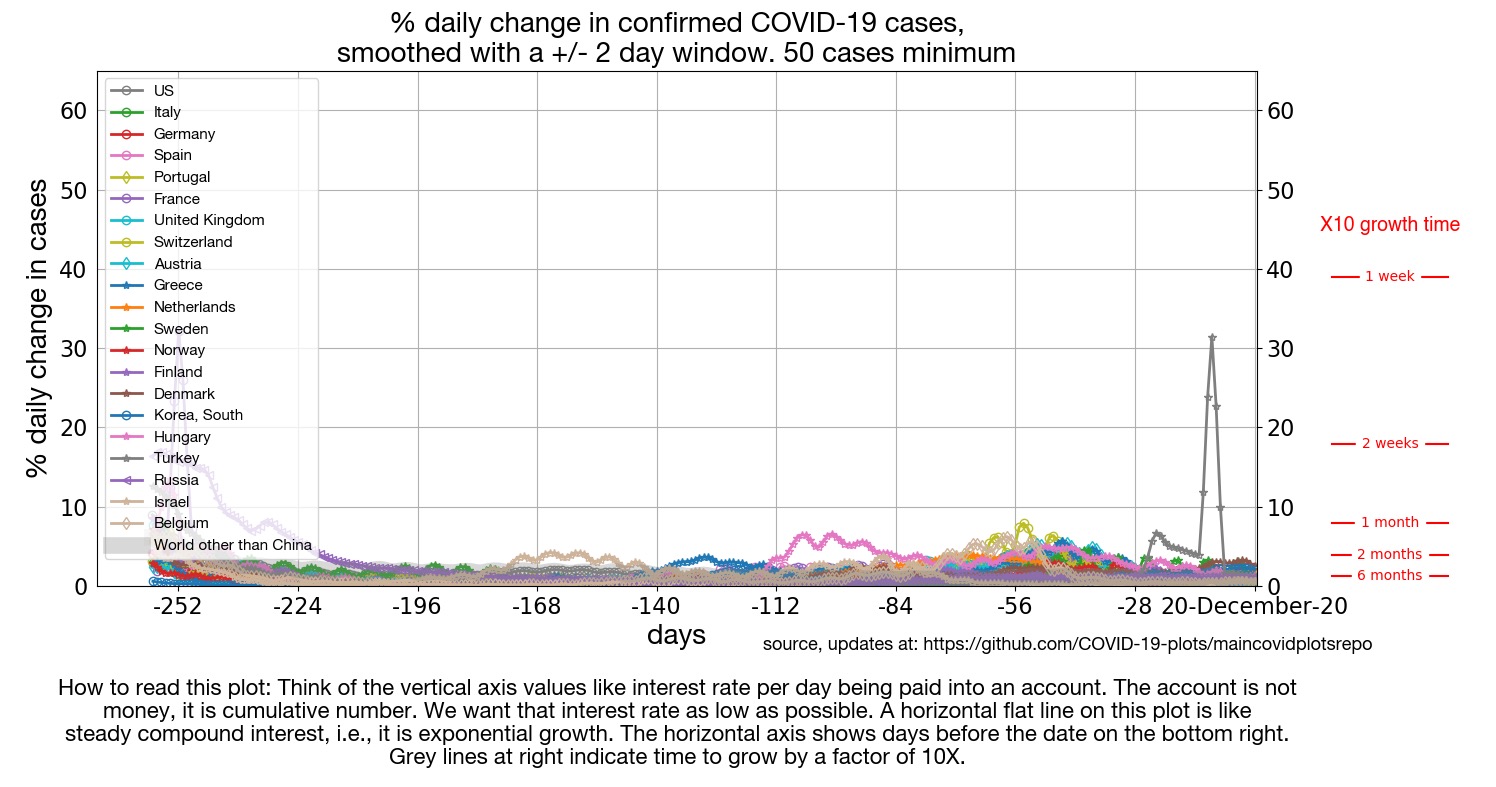 % daily change in confirmed COVID-19 cases,
smoothed with a +/- 2 day window. 50 cases minimum
% daily change in cases
60
50
40
30
20
10
0
US
Italy
Germany
Spain
Portugal
France
United Kingdom
Switzerland
Austria
Greece
Netherlands
Sweden
Norway
Finland
Denmark
Korea, South
Hungary
Turkey
Russia
Israel
Belgium
World other than China
60
50
40
30
20
10
0
X10 growth time
1 week
2 weeks
1 month
2 months
6 months
-252 -224 -196 -168 -140 -112 -84 -56 -28 20-December-20
days
source, updates at: https://github.com/COVID-19-plots/maincovidplotsrepo
How to read this plot: Think of the vertical axis values like interest rate per day being paid into an account. The account is not
money, it is cumulative number. We want that interest rate as low as possible. A horizontal flat line on this plot is like
steady compound interest, i.e., it is exponential growth. The horizontal axis shows days before the date on the bottom right.
Grey lines at right indicate time to grow by a factor of 10X.